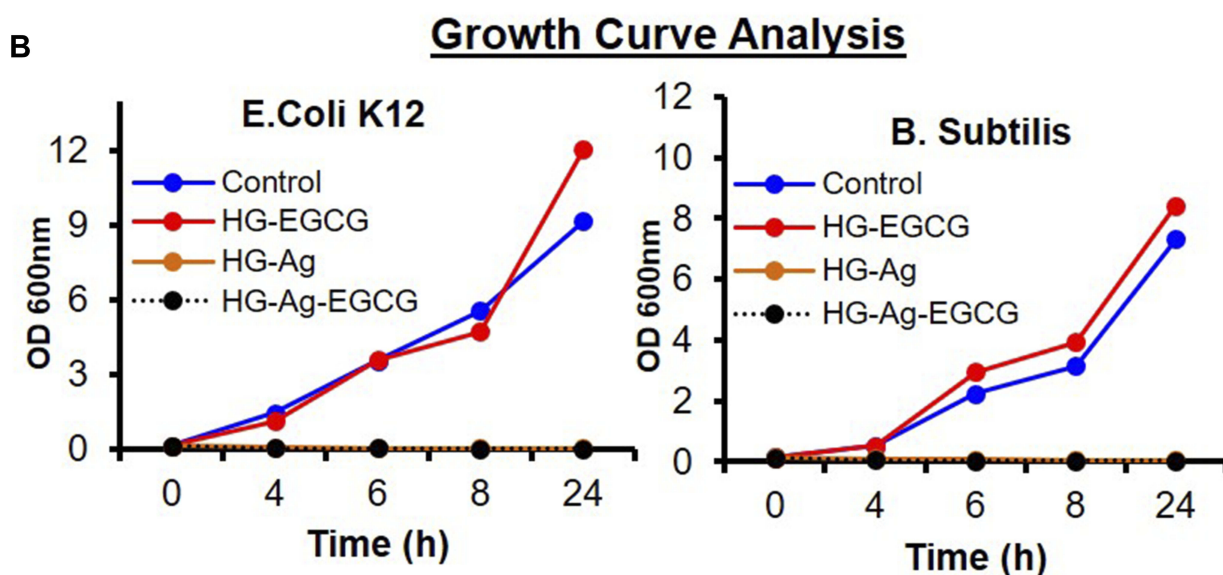 B
Growth Curve Analysis
E.Coli K12
OD 600nm
12
9
6
3
0
Control
HG-EGCG
HG-Ag
HG-Ag-EGCG
0 4 6 8 24
Time (h)
B. Subtilis
OD 600nm
12
10
8
6
4
2
0
Control
HG-EGCG
HG-Ag
HG-Ag-EGCG
0 4 6 8 24
Time (h)